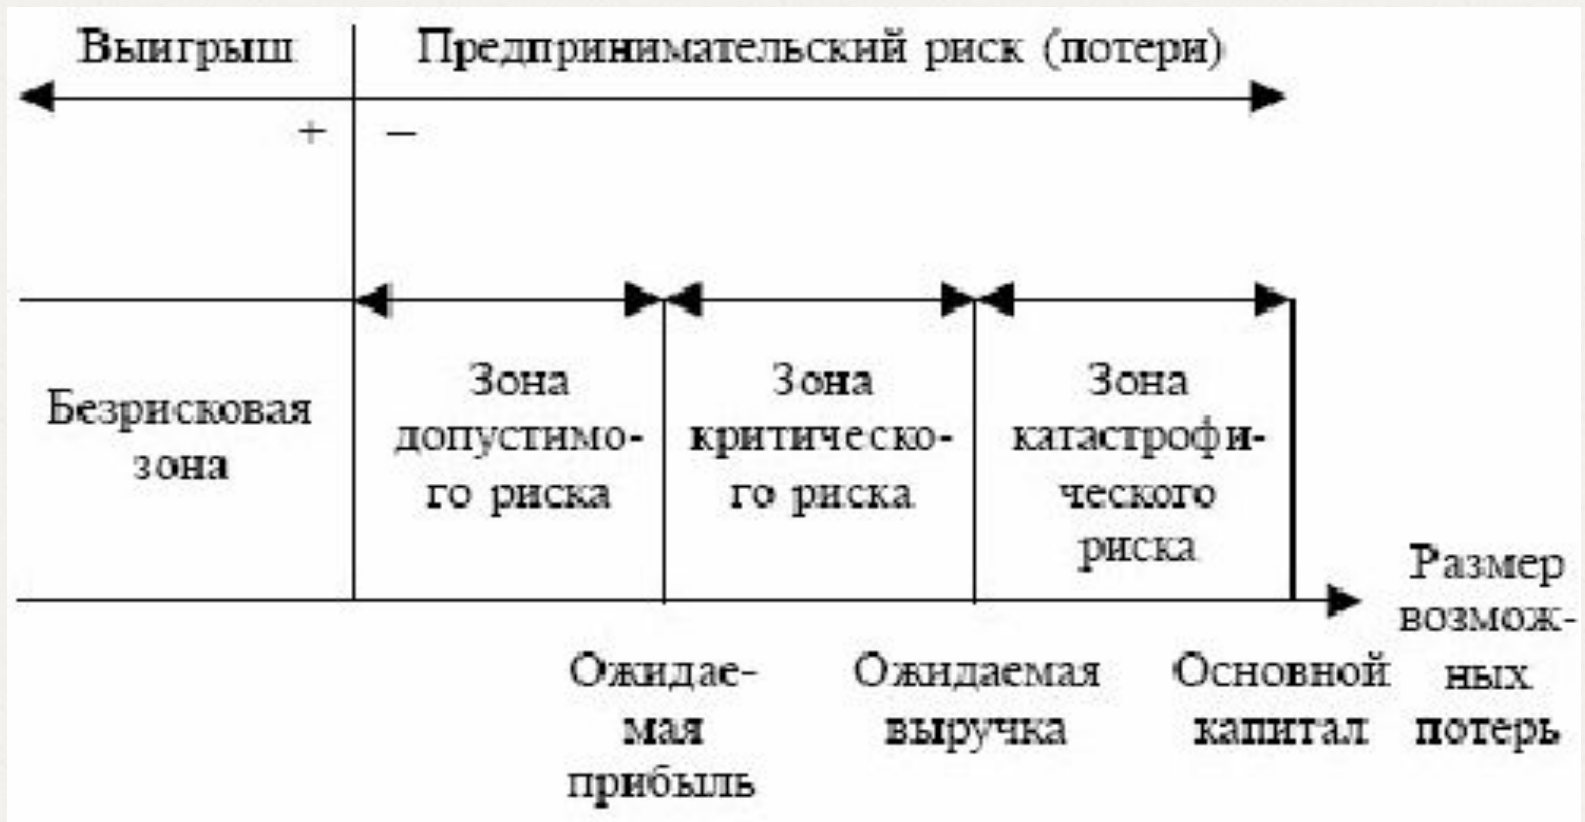 Выигрыш
Предпринимательский риск (потери)
+
–
Безрисковая
зона
Зона
допустимо-
го риска
Зона
критическо-
го риска
Зона
катастрофи-
ческого
риска
Размер
возмож-
ных
потерь
Ожидае-
мая
прибыль
Ожидаемая
выручка
Основной
капитал